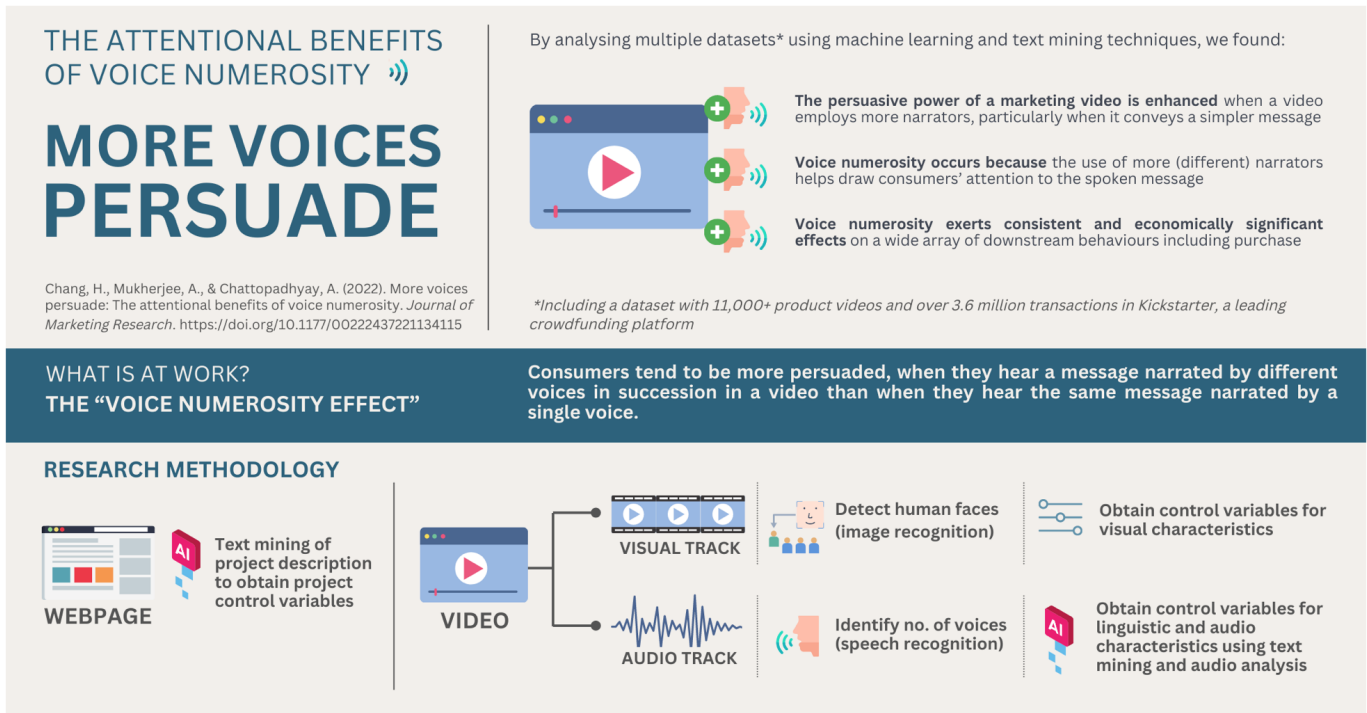 THE ATTENTIONAL BENEFITS
OF VOICE NUMEROSITY
MORE VOICES
PERSUADE
Chang, H., Mukherjee, A., & Chattopadhyay, A. (2022). More voices
persuade: The attentional benefits of voice numerosity. Journal of
Marketing Research. https://doi.org/10.1177/00222437221134115
By analysing multiple datasets* using machine learning and text mining techniques, we found:
The persuasive power of a marketing video is enhanced when a video
employs more narrators, particularly when it conveys a simpler message
Voice numerosity occurs because the use of more (different) narrators
helps draw consumers' attention to the spoken message
Voice numerosity exerts consistent and economically significant
effects on a wide array of downstream behaviours including purchase
*Including a dataset with 11,000+ product videos and over 3.6 million transactions in Kickstarter, a leading
crowdfunding platform
WHAT IS AT WORK?
THE “VOICE NUMEROSITY EFFECT”
Consumers tend to be more persuaded, when they hear a message narrated by different
voices in succession in a video than when they hear the same message narrated by a
single voice.
RESEARCH METHODOLOGY
WEBPAGE
AI
Text mining of
project description
to obtain project
control variables
VIDEO
VISUAL TRACK
Detect human faces
(image recognition)
Obtain control variables for
visual characteristics
AUDIO TRACK
Identify no. of voices
(speech recognition)
AI
Obtain control variables for
linguistic and audio
characteristics using text
mining and audio analysis